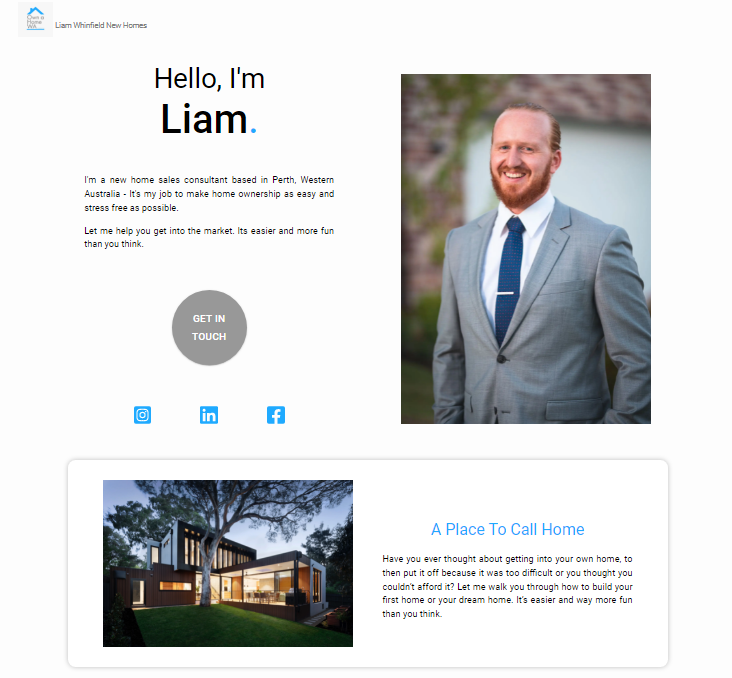 Own a
Home
WA
Liam Whinfield New Homes
Hello, I'm
Liam.
I'm a new home sales consultant based in Perth, Western
Australia - It's my job to make home ownership as easy and
stress free as possible.
Let me help you get into the market. Its easier and more fun
than you think.
GET IN
TOUCH
A Place To Call Home
Have you ever thought about getting into your own home, to
then put it off because it was too difficult or you thought you
couldn't afford it? Let me walk you through how to build your
first home or your dream home. It's easier and way more fun
than you think.